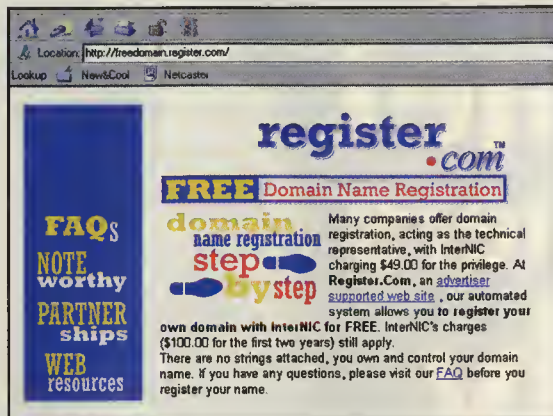 Location: http://freedomain.register.com/
Lookup New&Cool Netcaster
register
.com™
FREE Domain Name Registration
domain
name registration
step
by step
FAQs
NOTE
worthy
PARTNER
ships
WEB
resources
Many companies offer domain
registration, acting as the technical
representative, with InterNIC
charging $49.00 for the privilege. At
Register.Com, an advertiser
supported web site , our automated
system allows you to register your
own domain with InterNIC for FREE. InterNIC's charges
($100.00 for the first two years) still apply.
There are no strings attached, you own and control your domain
name. If you have any questions, please visit our FAQ before you
register your name.